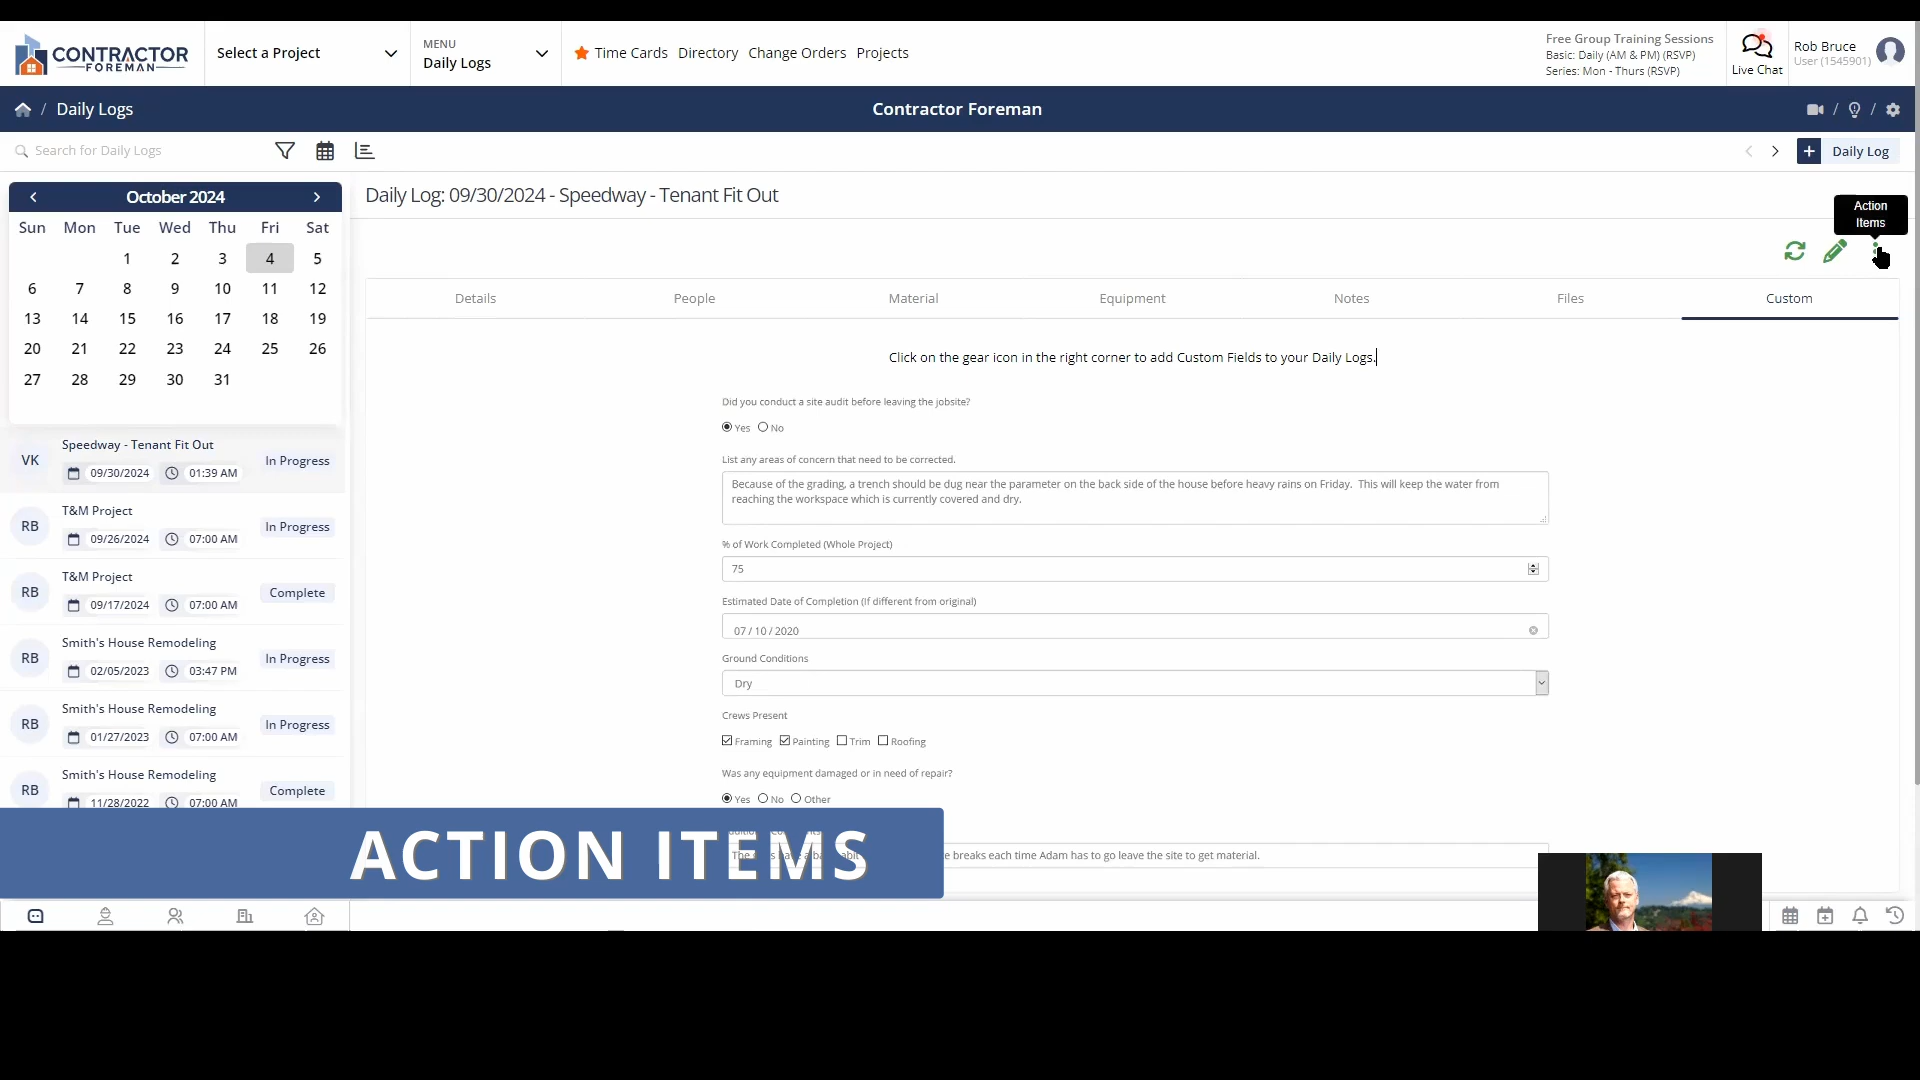 CONTRACTOR
FOREMAN
Select a Project
MENU
Daily Logs
Time Cards Directory Change Orders Projects
Free Group Training Sessions
Basic: Daily (AM & PM) (RSVP)
Series: Mon - Thurs (RSVP)
Live Chat
Rob Bruce
User (1545901)
/ Daily Logs
Contractor Foreman
/ /
Search for Daily Logs
+ Daily Log
October 2024
Sun Mon Tue Wed Thu Fri Sat
1 2 3 4 5
6 7 8 9 10 11 12
13 14 15 16 17 18 19
20 21 22 23 24 25 26
27 28 29 30 31
Daily Log: 09/30/2024 - Speedway - Tenant Fit Out
Action
Items
Details People Material Equipment Notes Files Custom
Click on the gear icon in the right corner to add Custom Fields to your Daily Logs.
Did you conduct a site audit before leaving the jobsite?
Yes No
List any areas of concern that need to be corrected.
Because of the grading, a trench should be dug near the parameter on the back side of the house before heavy rains on Friday. This will keep the water from
reaching the workspace which is currently covered and dry.
% of Work Completed (Whole Project)
75
Estimated Date of Completion (If different from original)
07 / 10 / 2020
Ground Conditions
Dry
Crews Present
Framing Painting Trim Roofing
Was any equipment damaged or in need of repair?
Yes No Other
breaks each time Adam has to go leave the site to get material.
VK
Speedway - Tenant Fit Out
09/30/2024 01:39 AM
In Progress
RB
T&M Project
09/26/2024 07:00 AM
In Progress
RB
T&M Project
09/17/2024 07:00 AM
Complete
RB
Smith's House Remodeling
02/05/2023 03:47 PM
In Progress
RB
Smith's House Remodeling
01/27/2023 07:00 AM
In Progress
RB
Smith's House Remodeling
11/28/2022 07:00 AM
Complete
ACTION ITEMS